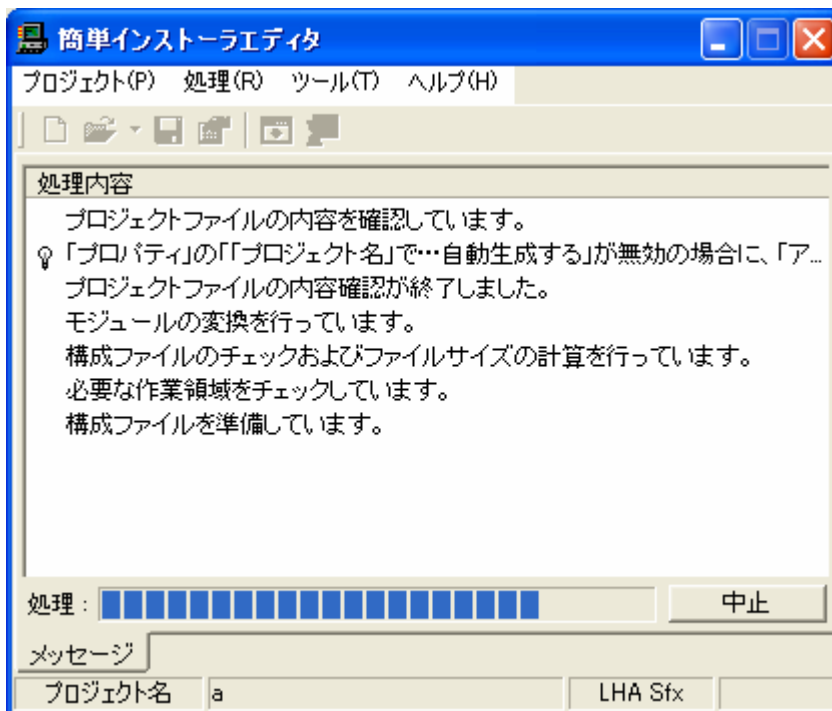 簡単インストーラエディタ
プロジェクト(P) 処理(R) ツール(T) ヘルプ(H)
処理内容
プロジェクトファイルの内容を確認しています。
「プロパティ」の「「プロジェクト名」で…自動生成する」が無効の場合に、「ア...
プロジェクトファイルの内容確認が終了しました。
モジュールの変換を行っています。
構成ファイルのチェックおよびファイルサイズの計算を行っています。
必要な作業領域をチェックしています。
構成ファイルを準備しています。
処理 : 中止
メッセージ
プロジェクト名 a LHA Sfx